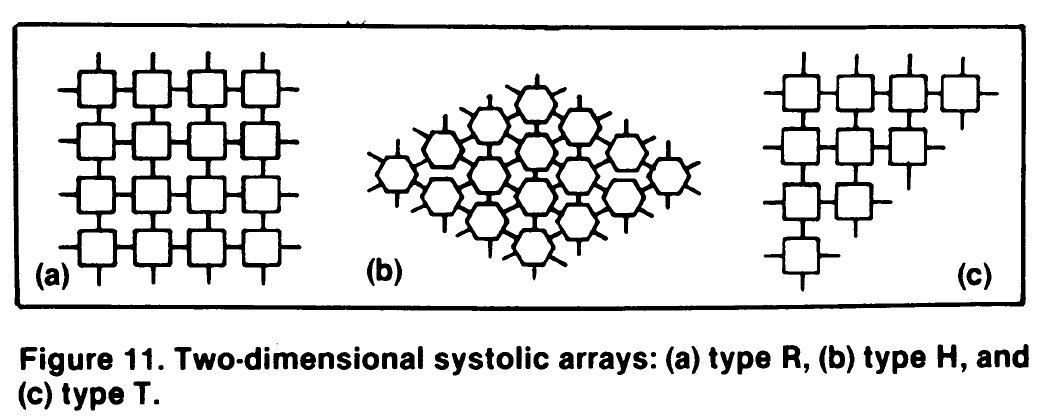 (a)
(b)
(c)
Figure 11. Two-dimensional systolic arrays: (a) type R, (b) type H, and
(c) type T.